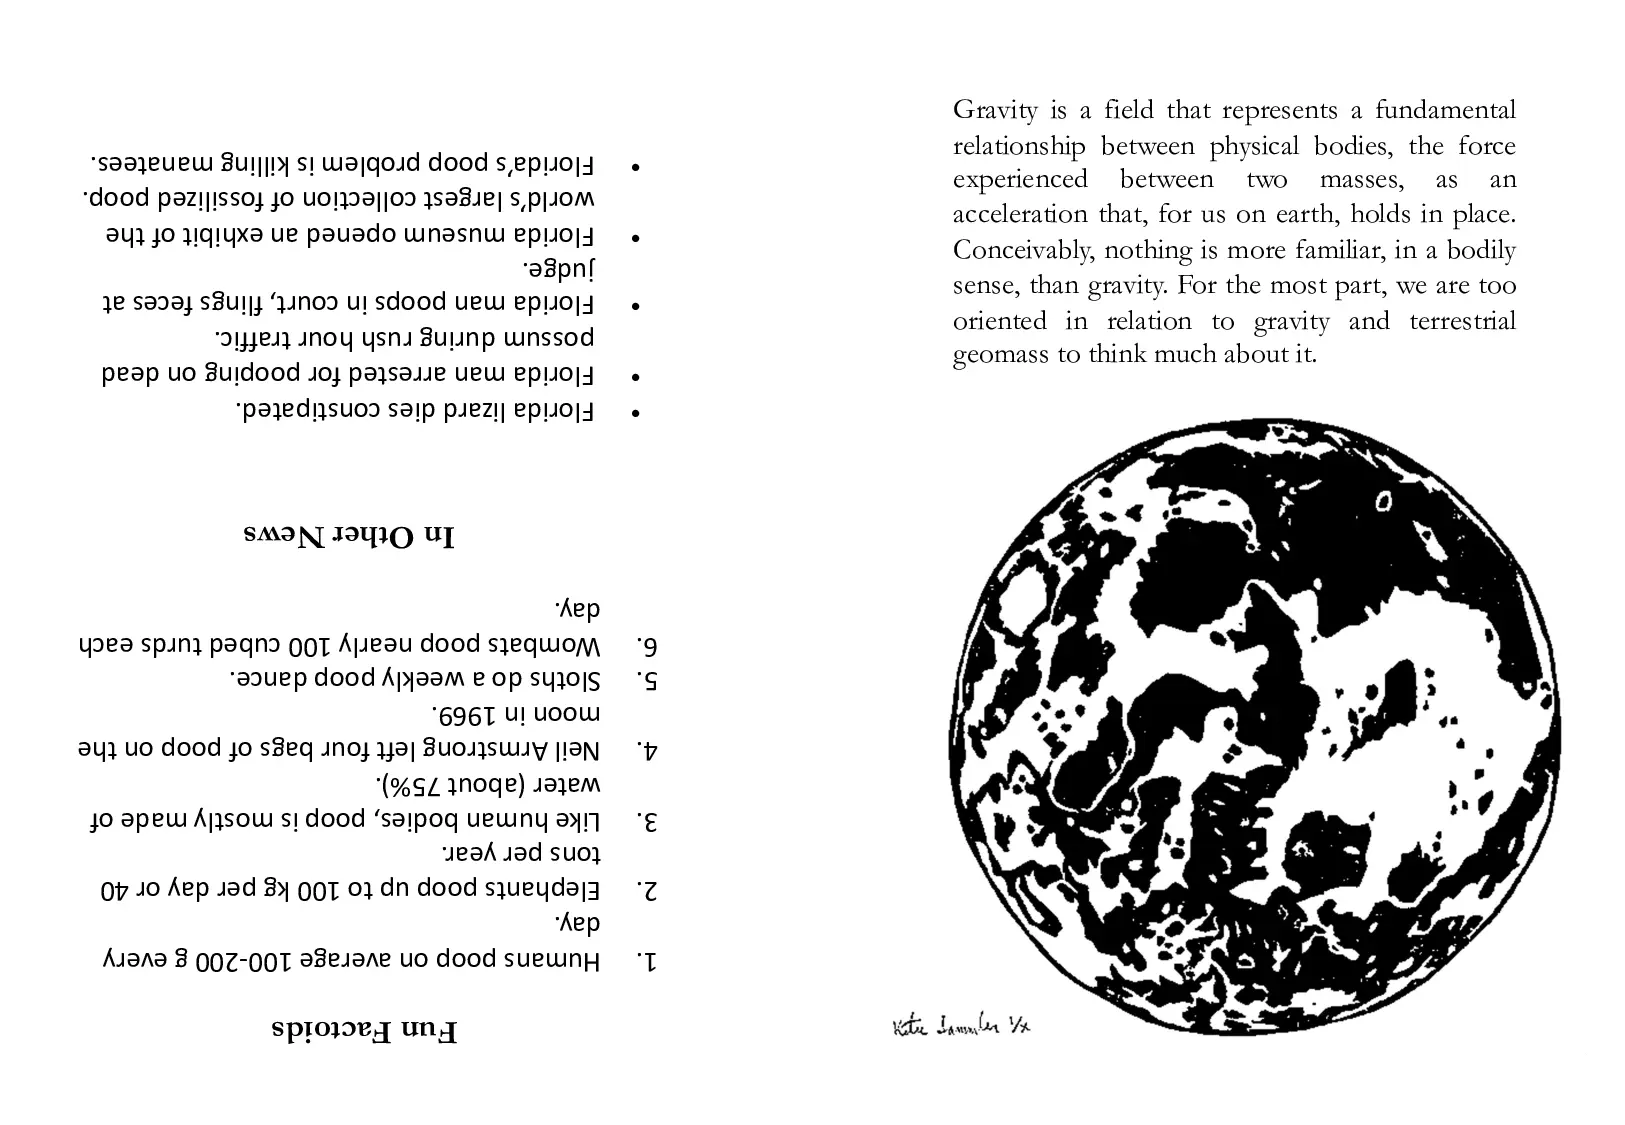 Fun Factoids
1. Humans poop on average 100-200 g every
day.
2. Elephants poop up to 100 kg per day or 40
tons per year.
3. Like human bodies, poop is mostly made of
water (about 75%).
4. Neil Armstrong left four bags of poop on the
moon in 1969.
5. Sloths do a weekly poop dance.
6. Wombats poop nearly 100 cubed turds each
day.
In Other News
• Florida lizard dies constipated.
• Florida man arrested for pooping on dead
possum during rush hour traffic.
• Florida man poops in court, flings feces at
judge.
• Florida museum opened an exhibit of the
world's largest collection of fossilized poop.
• Florida's poop problem is killing manatees.
Gravity is a field that represents a fundamental
relationship between physical bodies, the force
experienced between two masses, as an
acceleration that, for us on earth, holds in place.
Conceivably, nothing is more familiar, in a bodily
sense, than gravity. For the most part, we are too
oriented in relation to gravity and terrestrial
geomass to think much about it.
Katie Sammler 1/x